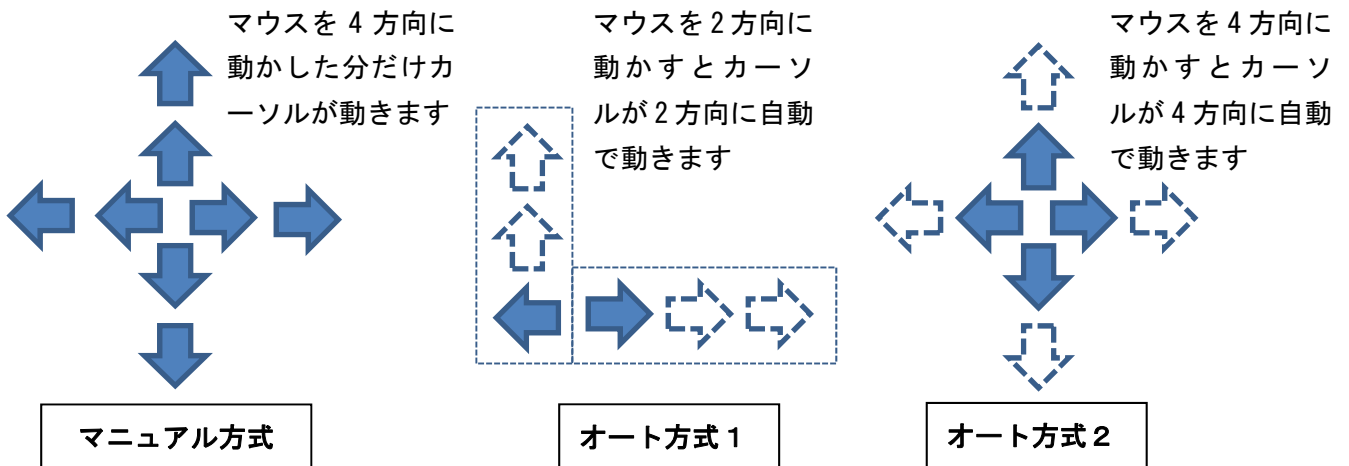 マウスを 4 方向に
動かした分だけカ
ーソルが動きます
マウスを 2 方向に
動かすとカーソ
ルが 2 方向に自動
で動きます
マウスを 4 方向に
動かすとカーソ
ルが 4 方向に自動
で動きます
マニュアル方式
オート方式１
オート方式２